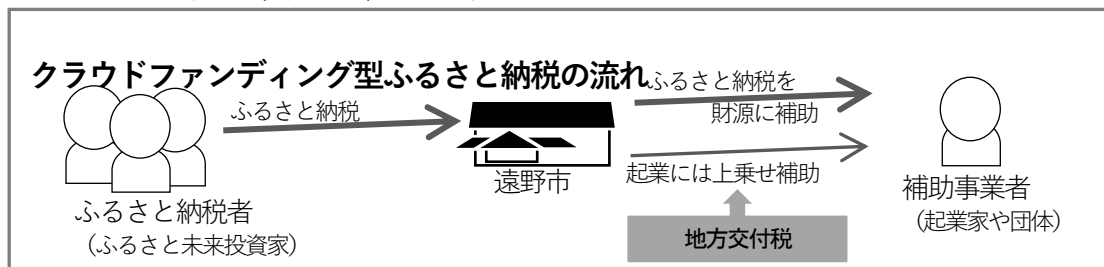 クラウドファンディング型ふるさと納税の流れ
ふるさと納税
ふるさと納税を
財源に補助
遠野市
起業には上乗せ補助
地方交付税
ふるさと納税者
（ふるさと未来投資家）
補助事業者
（起業家や団体）